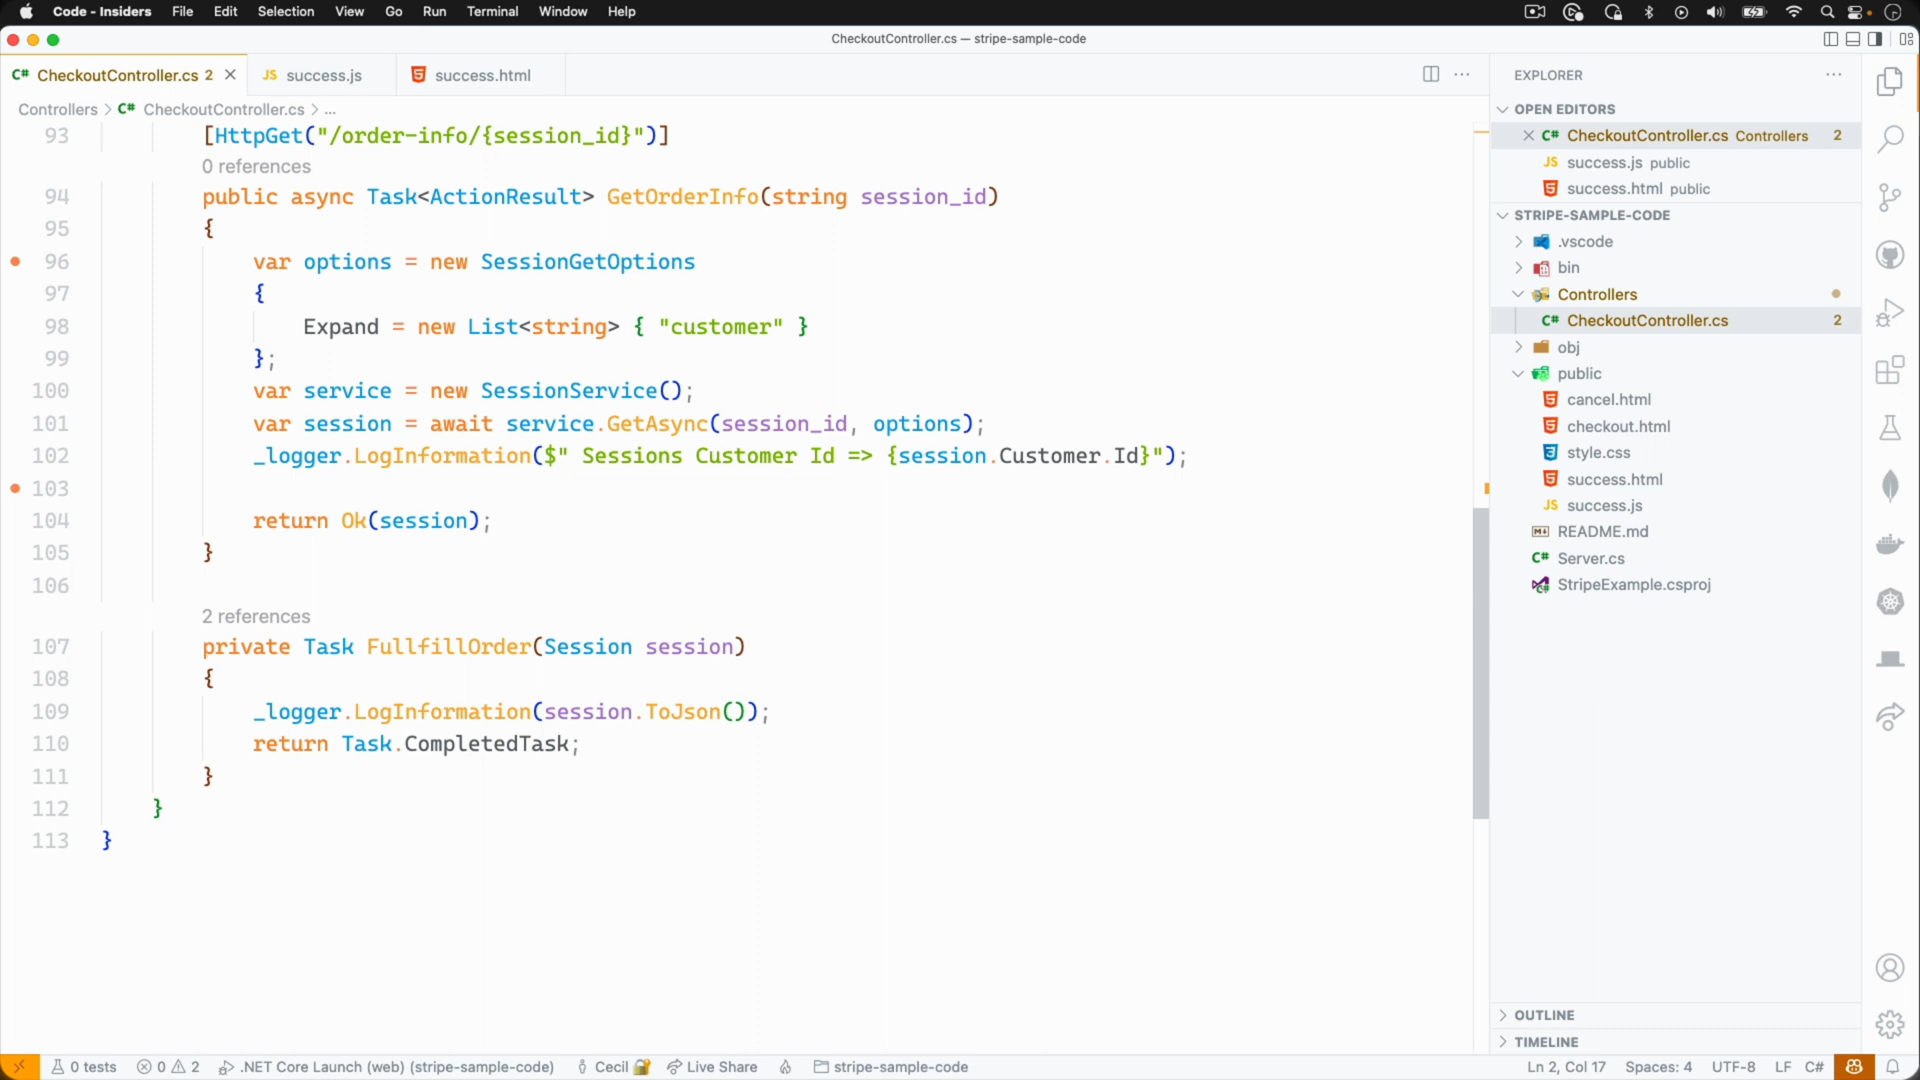 Code - Insiders File Edit Selection View Go Run Terminal Window Help
CheckoutController.cs — stripe-sample-code
C# CheckoutController.cs 2 JS success.js success.html
Controllers > C# CheckoutController.cs > ...
93 [HttpGet("/order-info/{session_id}")]
0 references
94 public async Task<ActionResult> GetOrderInfo(string session_id)
95 {
96 var options = new SessionGetOptions
97 {
98 Expand = new List<string> { "customer" }
99 };
100 var service = new SessionService();
101 var session = await service.GetAsync(session_id, options);
102 _logger.LogInformation($" Sessions Customer Id => {session.Customer.Id}");
103
104 return Ok(session);
105 }
106
2 references
107 private Task FullfillOrder(Session session)
108 {
109 _logger.LogInformation(session.ToJson());
110 return Task.CompletedTask;
111 }
112 }
113 }
EXPLORER
OPEN EDITORS
C# CheckoutController.cs Controllers 2
JS success.js public
success.html public
STRIPE-SAMPLE-CODE
.vscode
bin
Controllers
C# CheckoutController.cs 2
obj
public
cancel.html
checkout.html
style.css
success.html
JS success.js
README.md
C# Server.cs
StripeExample.csproj
OUTLINE
TIMELINE
0 tests 0 2 .NET Core Launch (web) (stripe-sample-code) Cecil Live Share stripe-sample-code Ln 2, Col 17 Spaces: 4 UTF-8 LF C#